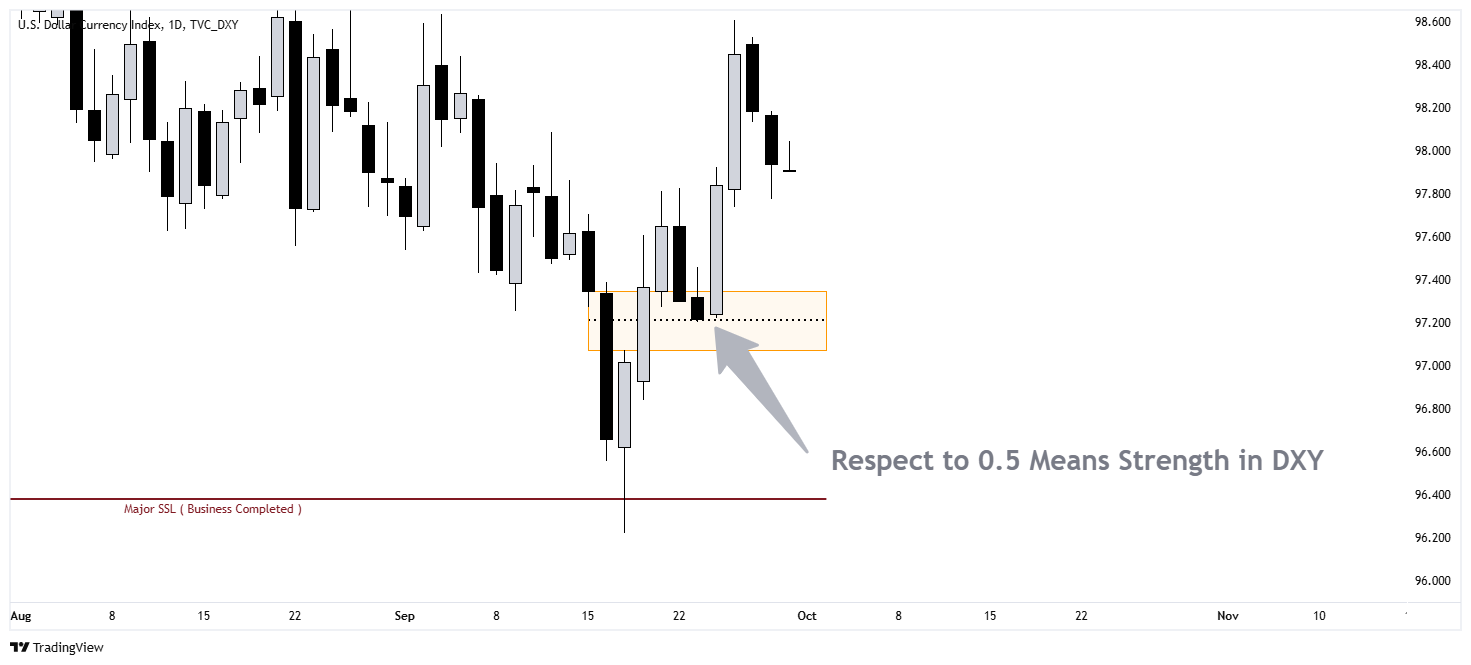 U.S. Dollar Currency Index, 1D, TVC_DXY
98.600
98.400
98.200
98.000
97.800
97.600
97.400
97.200
97.000
96.800
96.600
96.400
96.200
96.000
Respect to 0.5 Means Strength in DXY
Major SSL ( Business Completed )
Aug 8 15 22 Sep 8 15 22 Oct 8 15 22 Nov 10
TradingView